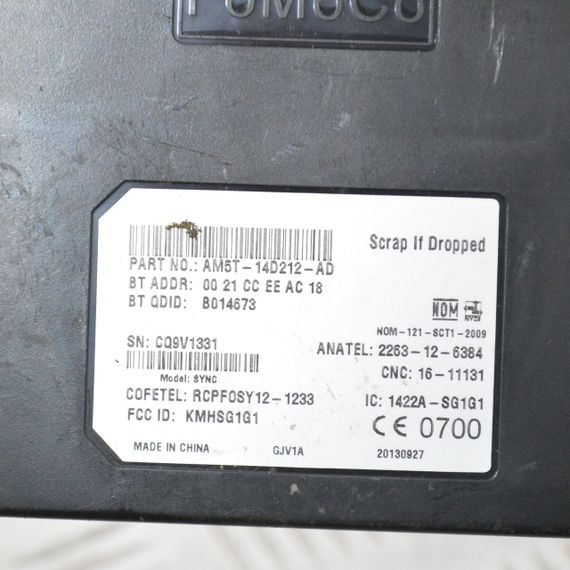 FoMoCo
Scrap If Dropped
PART NO.: AM5T-14D212-AD
BT ADDR: 00 21 CC EE AC 18
BT QDID: B014673
NOM
NOM-121-SCT1-2009
SN: CQ9V1331
ANATEL: 2263-12-6384
CNC: 16-11131
Model: SYNC
COFETEL: RCPFOSY12-1233
IC: 1422A-SG1G1
FCC ID: KMHSG1G1
CE 0700
MADE IN CHINA
GJV1A
20130927